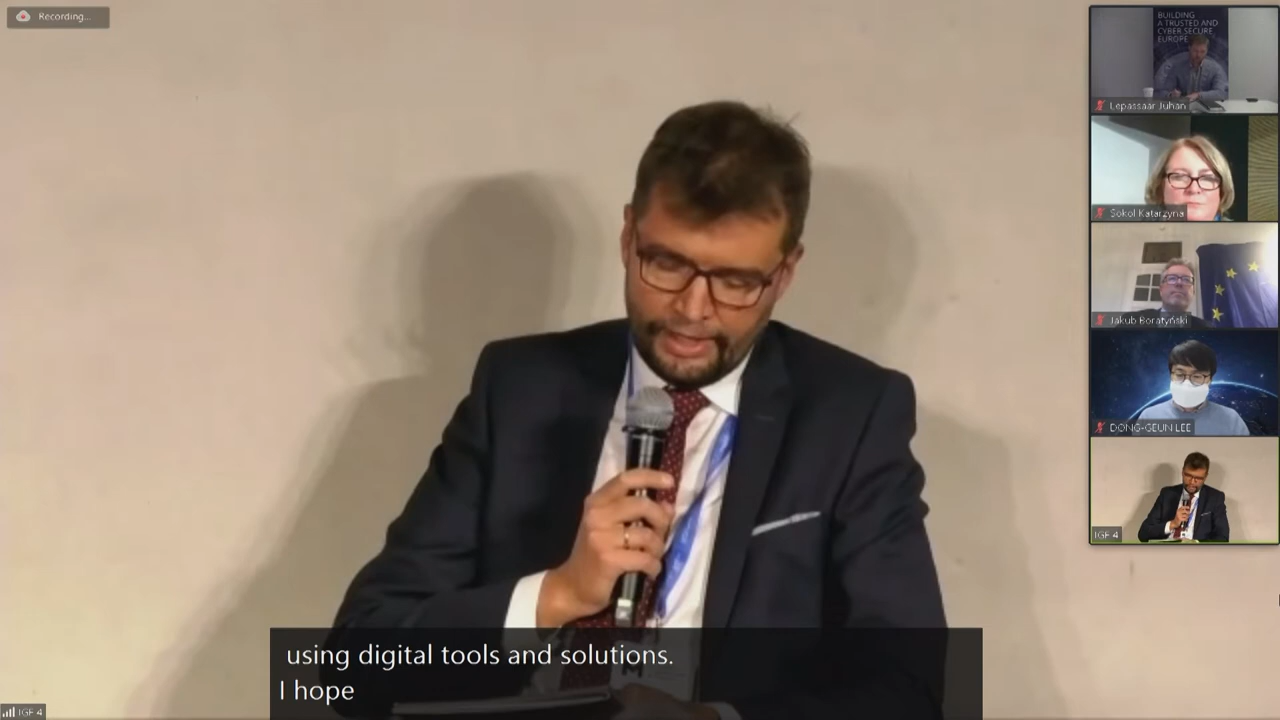 Recording...
BUILDING
A TRUSTED AND
CYBER SECURE
EUROPE
Lepassaar Juhan
Sokol Katarzyna
Jakub Boratyński
DONG-GEUN LEE
IGF 4
using digital tools and solutions.
I hope
IGF 4